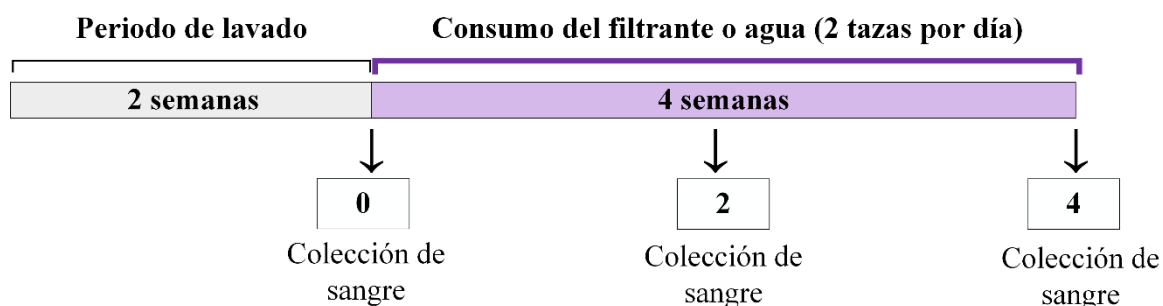 Periodo de lavado
Consumo del filtrante o agua (2 tazas por día)
2 semanas
4 semanas
0
2
4
Colección de
sangre
Colección de
sangre
Colección de
sangre